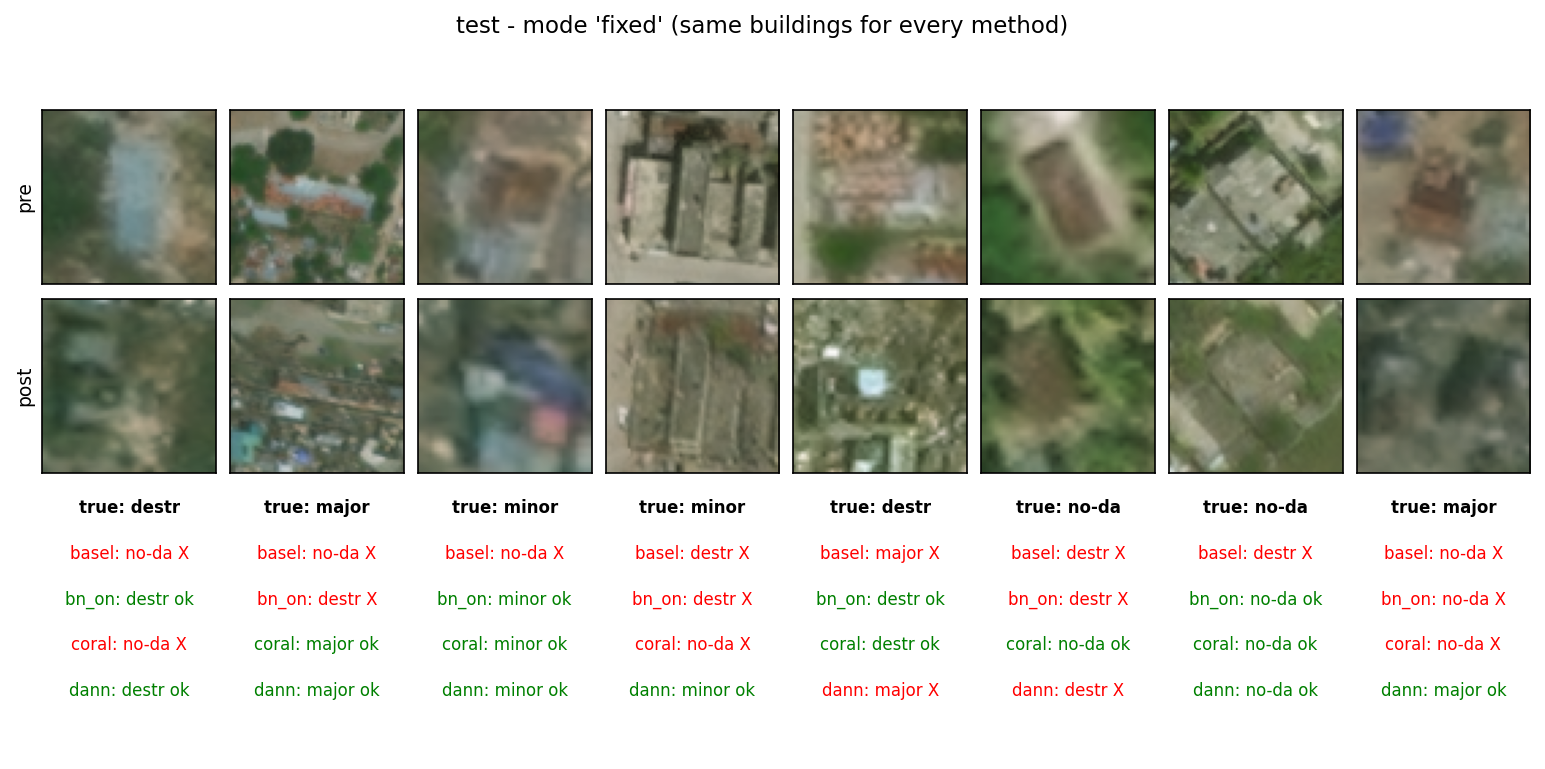 test - mode 'fixed' (same buildings for every method)
pre
post
true: destr true: major true: minor true: minor true: destr true: no-da true: no-da true: major
basel: no-da X basel: no-da X basel: no-da X basel: destr X basel: major X basel: destr X basel: destr X basel: no-da X
bn_on: destr ok bn_on: destr X bn_on: minor ok bn_on: destr X bn_on: destr ok bn_on: destr X bn_on: no-da ok bn_on: no-da X
coral: no-da X coral: major ok coral: minor ok coral: no-da X coral: destr ok coral: no-da ok coral: no-da ok coral: no-da X
dann: destr ok dann: major ok dann: minor ok dann: minor ok dann: major X dann: destr X dann: no-da ok dann: major ok